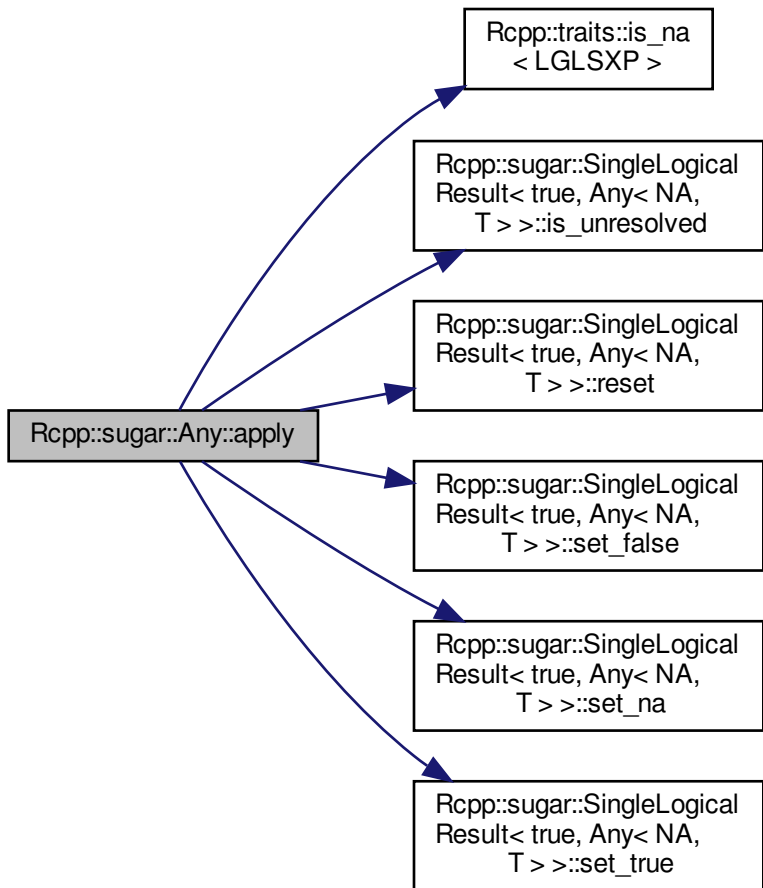 Rcpp::traits::is_na
< LGLSXP >
Rcpp::sugar::SingleLogical
Result< true, Any< NA,
T > >::is_unresolved
Rcpp::sugar::SingleLogical
Result< true, Any< NA,
T > >::reset
Rcpp::sugar::Any::apply
Rcpp::sugar::SingleLogical
Result< true, Any< NA,
T > >::set_false
Rcpp::sugar::SingleLogical
Result< true, Any< NA,
T > >::set_na
Rcpp::sugar::SingleLogical
Result< true, Any< NA,
T > >::set_true